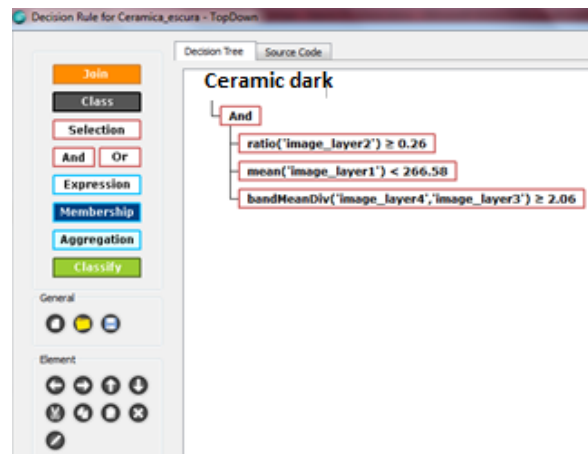 Decision Rule for Ceramica_escura - TopDown
Decision Tree Source Code
Join
Class
Selection
And Or
Expression
Membership
Aggregation
Classify
General
Element
Ceramic dark
And
ratio('image_layer2') ≥ 0.26
mean('image_layer1') < 266.58
bandMeanDiv('image_layer4','image_layer3') ≥ 2.06